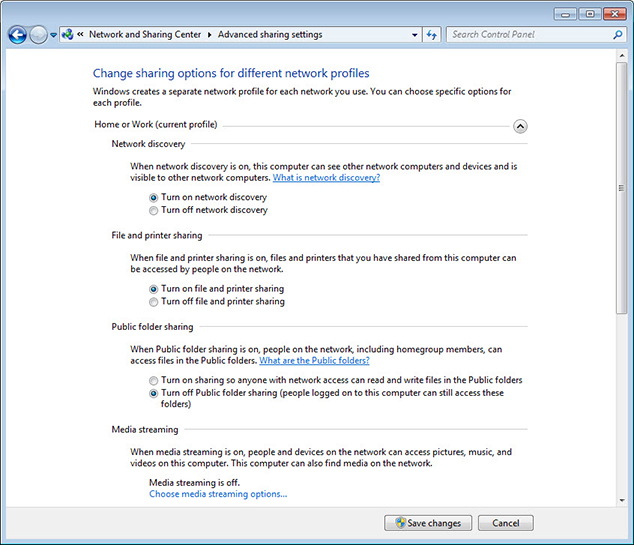 Network and Sharing Center Advanced sharing settings Search Control Panel
Change sharing options for different network profiles
Windows creates a separate network profile for each network you use. You can choose specific options for
each profile.
Home or Work (current profile)
Network discovery
When network discovery is on, this computer can see other network computers and devices and is
visible to other network computers. What is network discovery?
Turn on network discovery
Turn off network discovery
File and printer sharing
When file and printer sharing is on, files and printers that you have shared from this computer can
be accessed by people on the network.
Turn on file and printer sharing
Turn off file and printer sharing
Public folder sharing
When Public folder sharing is on, people on the network, including homegroup members, can
access files in the Public folders. What are the Public folders?
Turn on sharing so anyone with network access can read and write files in the Public folders
Turn off Public folder sharing (people logged on to this computer can still access these
folders)
Media streaming
When media streaming is on, people and devices on the network can access pictures, music, and
videos on this computer. This computer can also find media on the network.
Media streaming is off.
Choose media streaming options...
Save changes Cancel